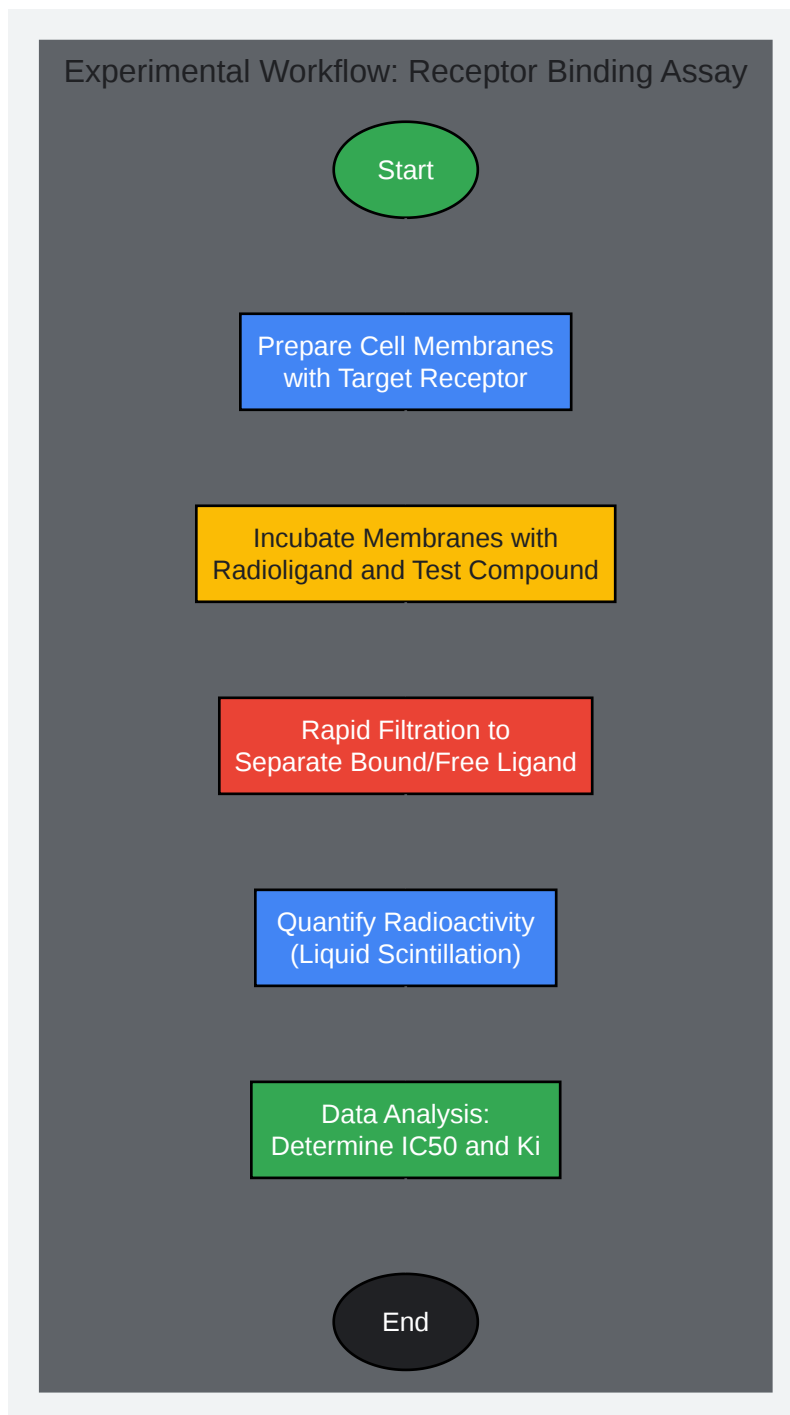 Experimental Workflow: Receptor Binding Assay
Start
Prepare Cell Membranes
with Target Receptor
Incubate Membranes with
Radioligand and Test Compound
Rapid Filtration to
Separate Bound/Free Ligand
Quantify Radioactivity
(Liquid Scintillation)
Data Analysis:
Determine IC50 and Ki
End